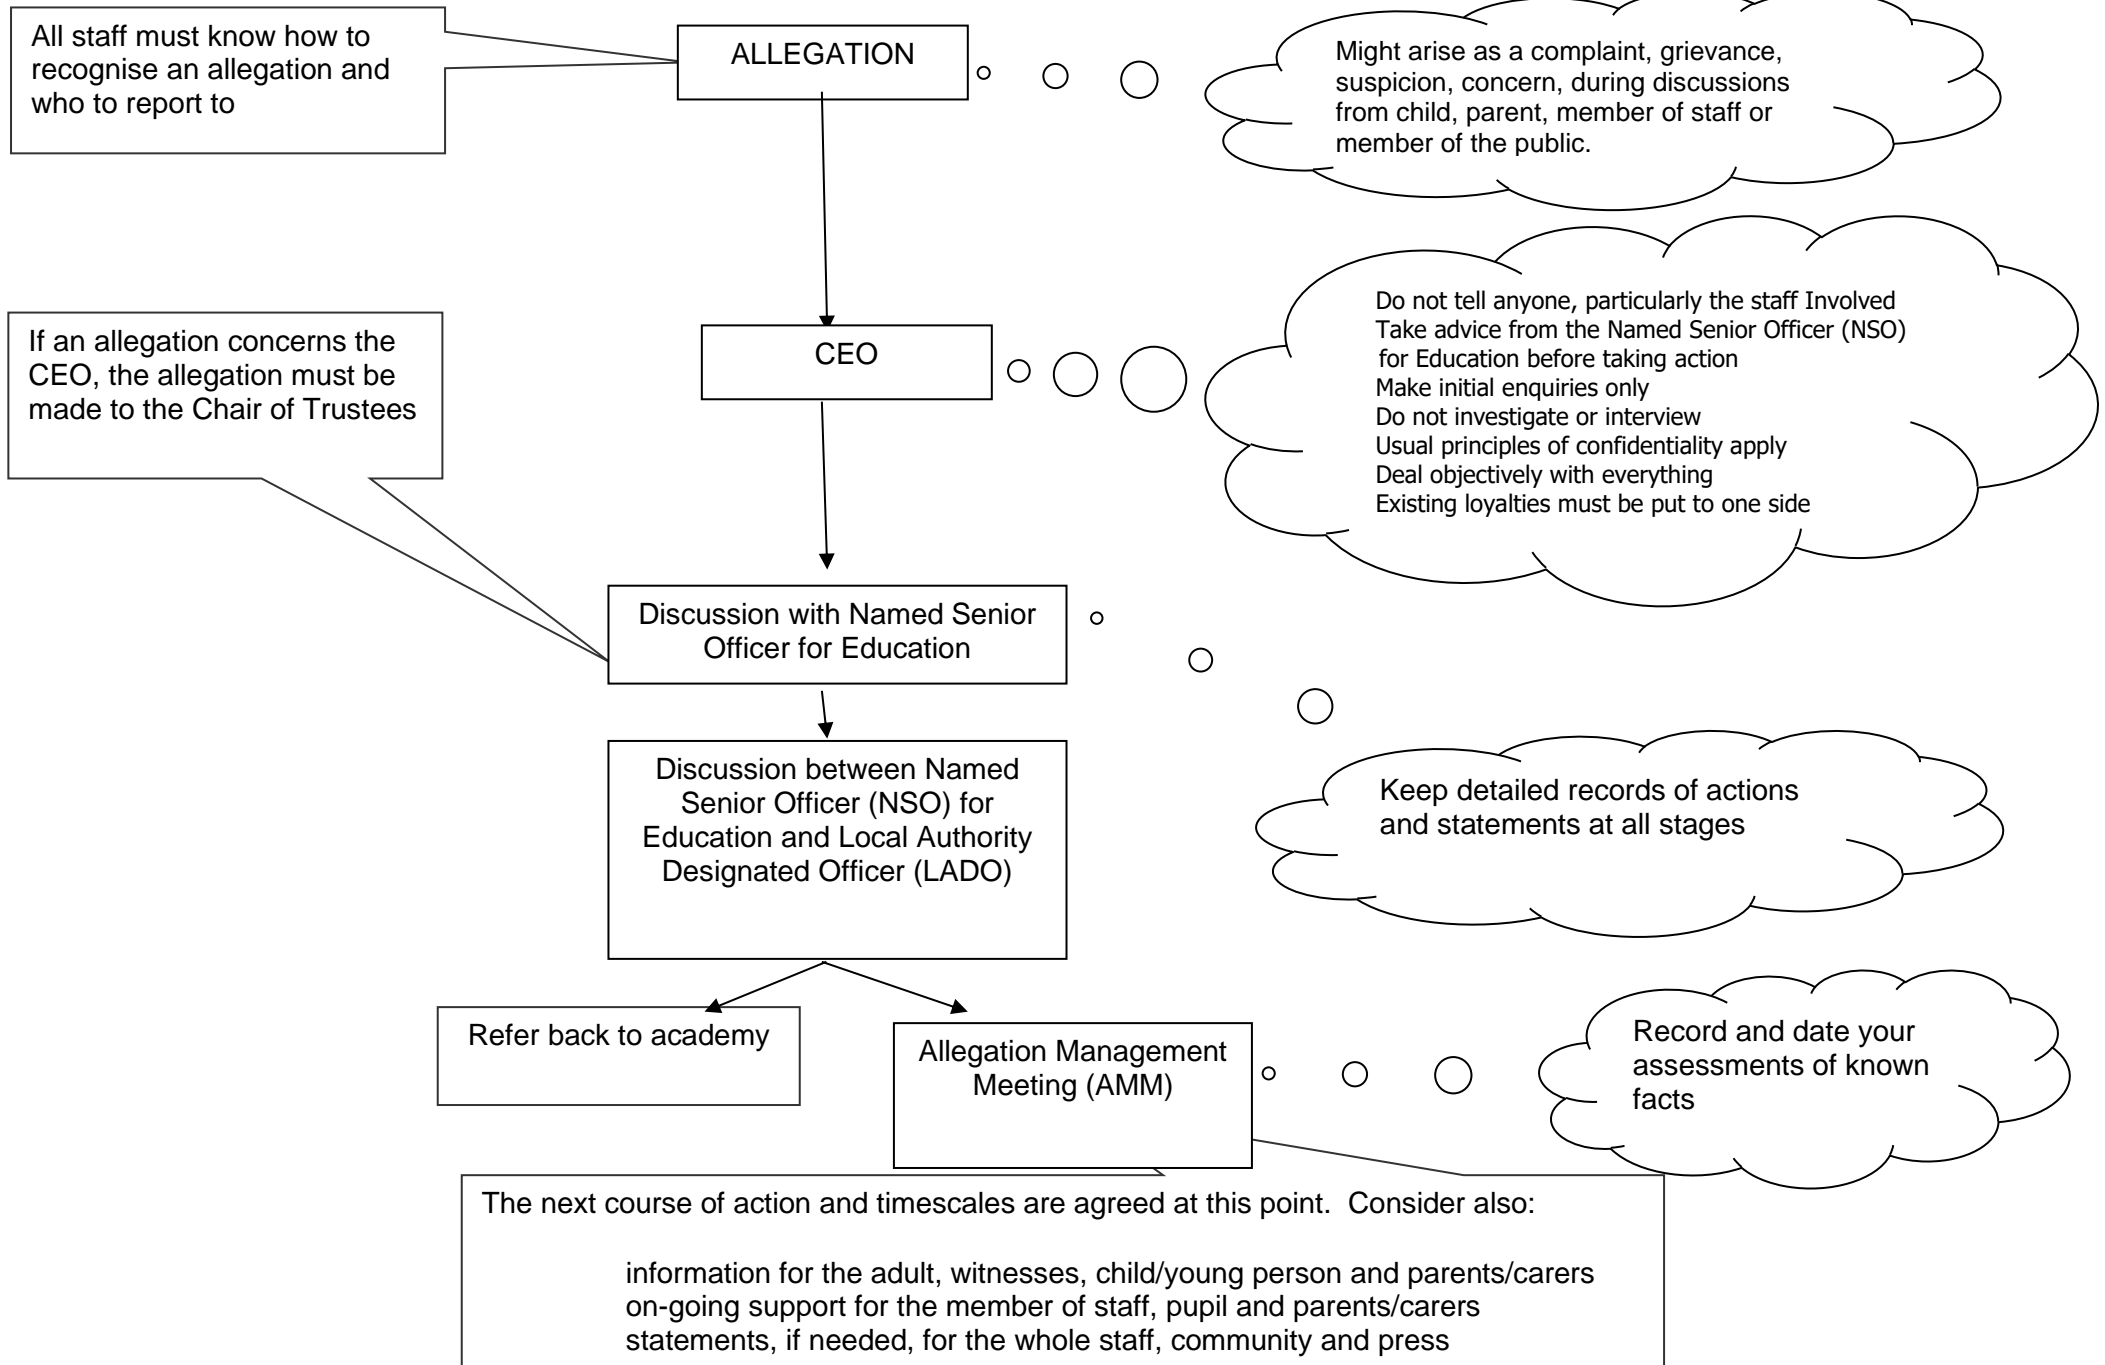 All staff must know how to
recognise an allegation and
who to report to
ALLEGATION
Might arise as a complaint, grievance,
suspicion, concern, during discussions
from child, parent, member of staff or
member of the public.
If an allegation concerns the
CEO, the allegation must be
made to the Chair of Trustees
CEO
Do not tell anyone, particularly the staff Involved
Take advice from the Named Senior Officer (NSO)
for Education before taking action
Make initial enquiries only
Do not investigate or interview
Usual principles of confidentiality apply
Deal objectively with everything
Existing loyalties must be put to one side
Discussion with Named Senior
Officer for Education
Discussion between Named
Senior Officer (NSO) for
Education and Local Authority
Designated Officer (LADO)
Keep detailed records of actions
and statements at all stages
Refer back to academy
Allegation Management
Meeting (AMM)
Record and date your
assessments of known
facts
The next course of action and timescales are agreed at this point.  Consider also:
information for the adult, witnesses, child/young person and parents/carers
on-going support for the member of staff, pupil and parents/carers
statements, if needed, for the whole staff, community and press